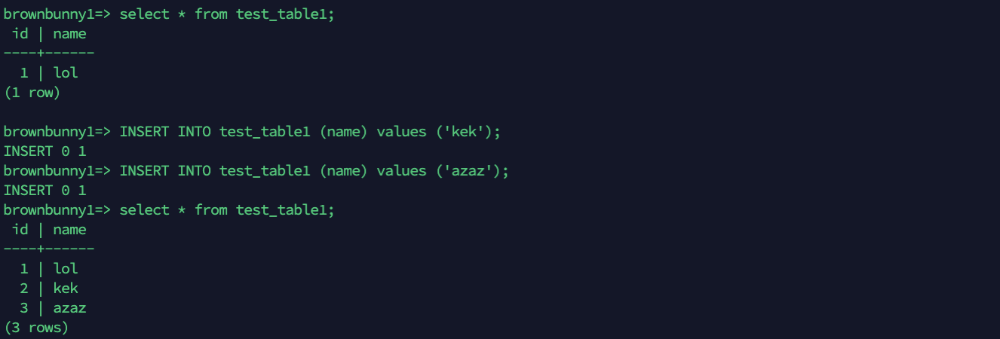 brownbunny1=> select * from test_table1;
 id | name
----+------
  1 | lol
(1 row)

brownbunny1=> INSERT INTO test_table1 (name) values ('kek');
INSERT 0 1
brownbunny1=> INSERT INTO test_table1 (name) values ('azaz');
INSERT 0 1
brownbunny1=> select * from test_table1;
 id | name
----+------
  1 | lol
  2 | kek
  3 | azaz
(3 rows)